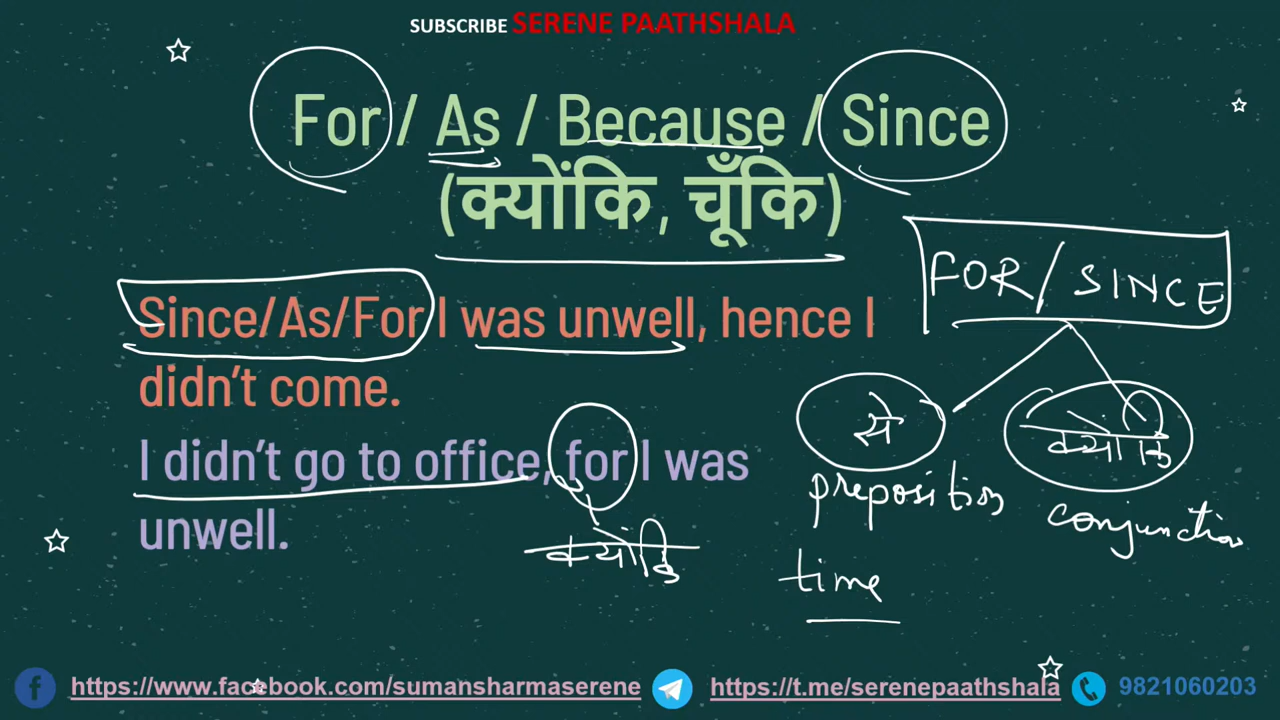 SUBSCRIBE SERENE PAATHSHALA
For / As / Because / Since
(क्योंकि, चूँकि)
FOR / SINCE
Since/As/For I was unwell, hence I
didn't come.
से
क्योंकि
I didn't go to office, for I was
unwell.
preposition
conjunction
क्योंकि
time
https://www.facebook.com/sumansharmaserene
https://t.me/serenepaathshala
9821060203